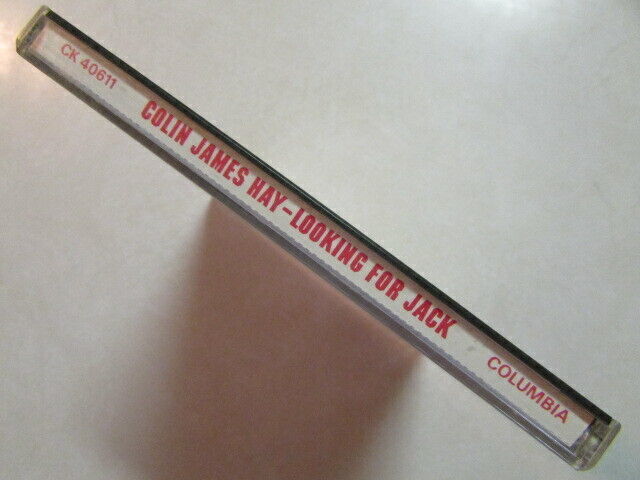 CK 40611
COLIN JAMES HAY–LOOKING FOR JACK
COLUMBIA